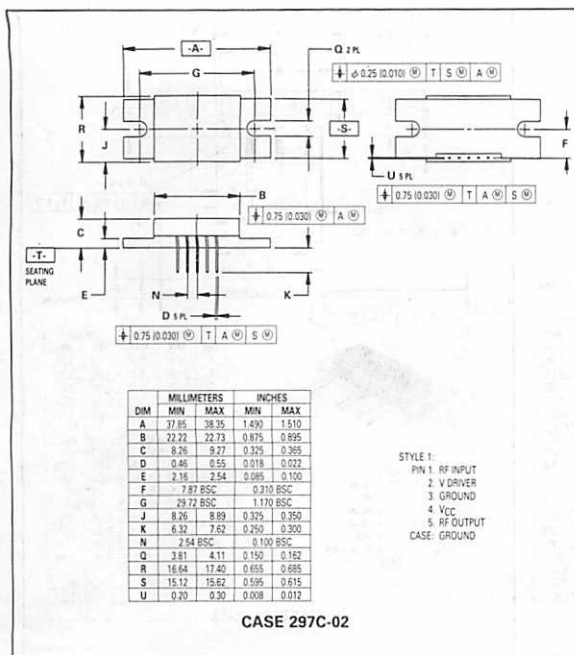 -A-
G
Q 2 PL
⌖ ϕ 0.25 (0.010) Ⓜ T S Ⓜ A Ⓜ
R
J
-S-
F
U 5 PL
⌖ 0.75 (0.030) Ⓜ T A Ⓜ S Ⓜ
B
⌖ 0.75 (0.030) Ⓜ A Ⓜ
C
-T-
SEATING
PLANE
E
N
K
D 5 PL
⌖ 0.75 (0.030) Ⓜ T A Ⓜ S Ⓜ
MILLIMETERS INCHES
DIM MIN MAX MIN MAX
A 37.85 38.35 1.490 1.510
B 22.22 22.73 0.875 0.895
C 8.26 9.27 0.325 0.365
D 0.46 0.55 0.018 0.022
E 2.16 2.54 0.085 0.100
F 7.87 BSC 0.310 BSC
G 29.72 BSC 1.170 BSC
J 8.26 8.89 0.325 0.350
K 6.32 7.62 0.250 0.300
N 2.54 BSC 0.100 BSC
Q 3.81 4.11 0.150 0.162
R 16.64 17.40 0.655 0.685
S 15.12 15.62 0.595 0.615
U 0.20 0.30 0.008 0.012
STYLE 1:
PIN 1. RF INPUT
2. V DRIVER
3. GROUND
4. VCC
5. RF OUTPUT
CASE: GROUND
CASE 297C-02